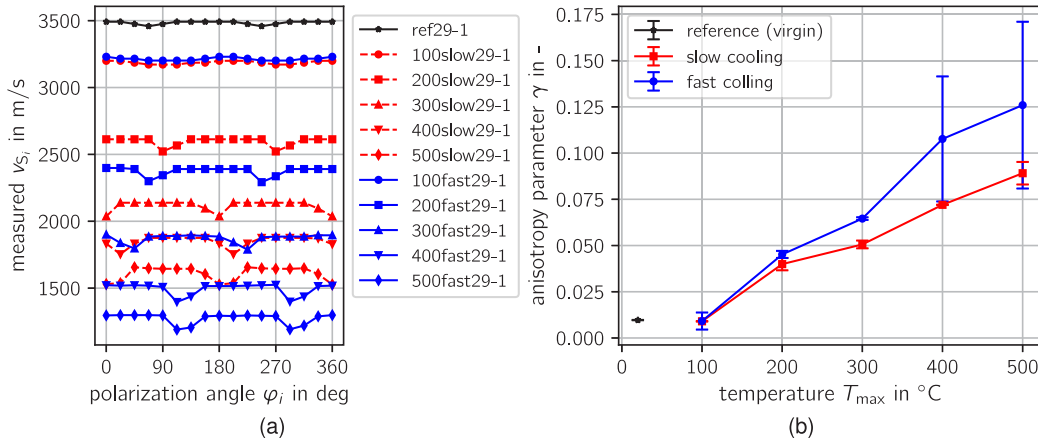 3500
3000
2500
2000
1500
measured v_{S_i} in m/s
0 90 180 270 360
polarization angle φ_i in deg
(a)
ref29-1
100slow29-1
200slow29-1
300slow29-1
400slow29-1
500slow29-1
100fast29-1
200fast29-1
300fast29-1
400fast29-1
500fast29-1
0.175
0.150
0.125
0.100
0.075
0.050
0.025
0.000
anisotropy parameter γ in -
reference (virgin)
slow cooling
fast colling
0 100 200 300 400 500
temperature T_max in °C
(b)